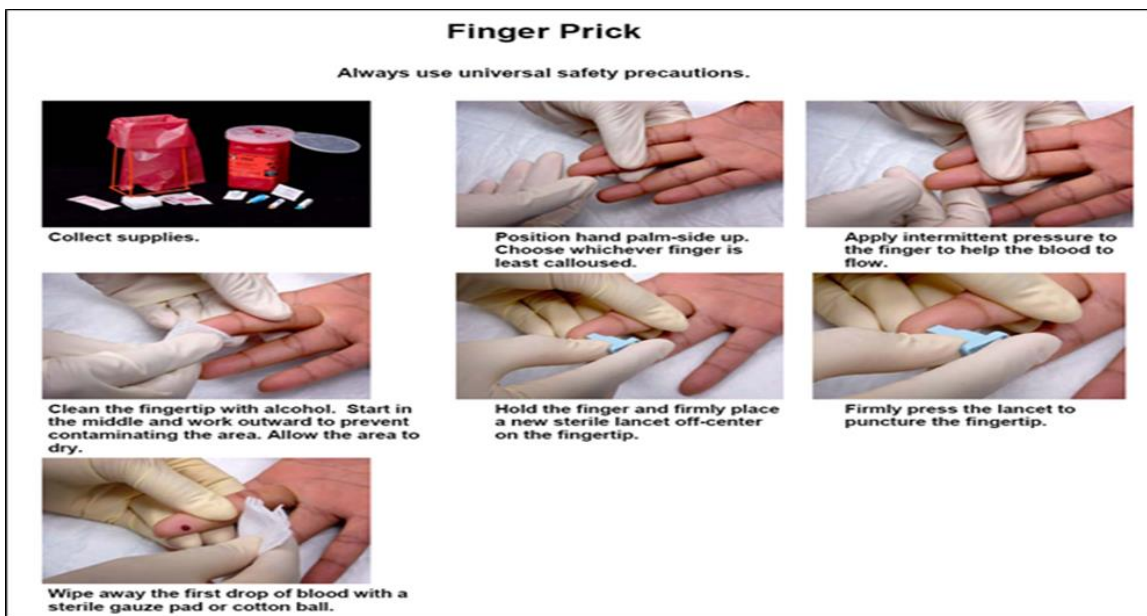 Finger Prick
Always use universal safety precautions.
Collect supplies.
Position hand palm-side up.
Choose whichever finger is
least calloused.
Apply intermittent pressure to
the finger to help the blood to
flow.
Clean the fingertip with alcohol. Start in
the middle and work outward to prevent
contaminating the area. Allow the area to
dry.
Hold the finger and firmly place
a new sterile lancet off-center
on the fingertip.
Firmly press the lancet to
puncture the fingertip.
Wipe away the first drop of blood with a
sterile gauze pad or cotton ball.